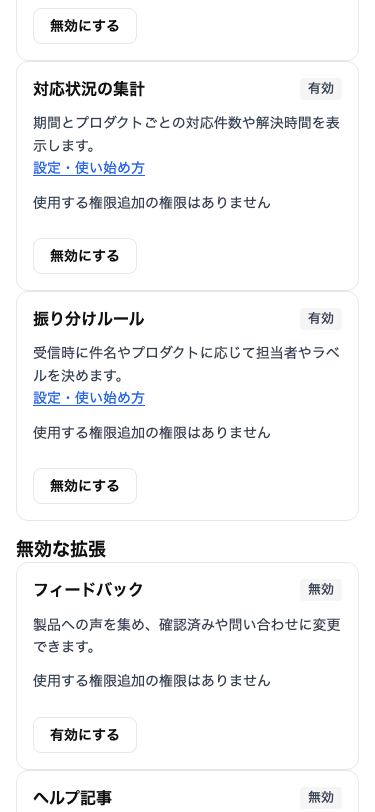 無効にする
対応状況の集計
有効
期間とプロダクトごとの対応件数や解決時間を表
示します。
設定・使い始め方
使用する権限追加の権限はありません
無効にする
振り分けルール
有効
受信時に件名やプロダクトに応じて担当者やラベ
ルを決めます。
設定・使い始め方
使用する権限追加の権限はありません
無効にする
無効な拡張
フィードバック
無効
製品への声を集め、確認済みや問い合わせに変更
できます。
使用する権限追加の権限はありません
有効にする
ヘルプ記事
無効